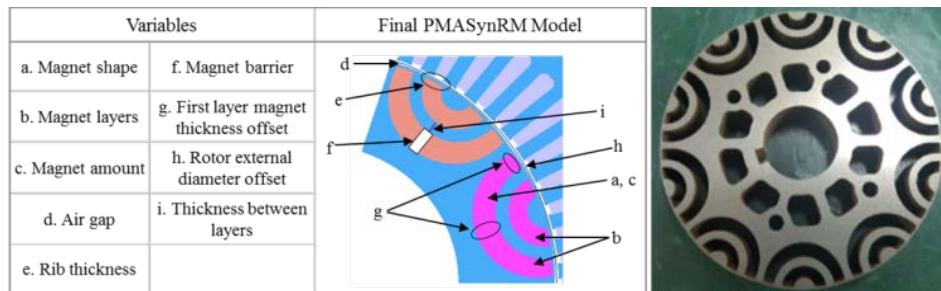 Variables
Final PMASynRM Model
a. Magnet shape
f. Magnet barrier
b. Magnet layers
g. First layer magnet
thickness offset
c. Magnet amount
h. Rotor external
diameter offset
d. Air gap
i. Thickness between
layers
e. Rib thickness
d
e
i
f
h
a, c
g
b